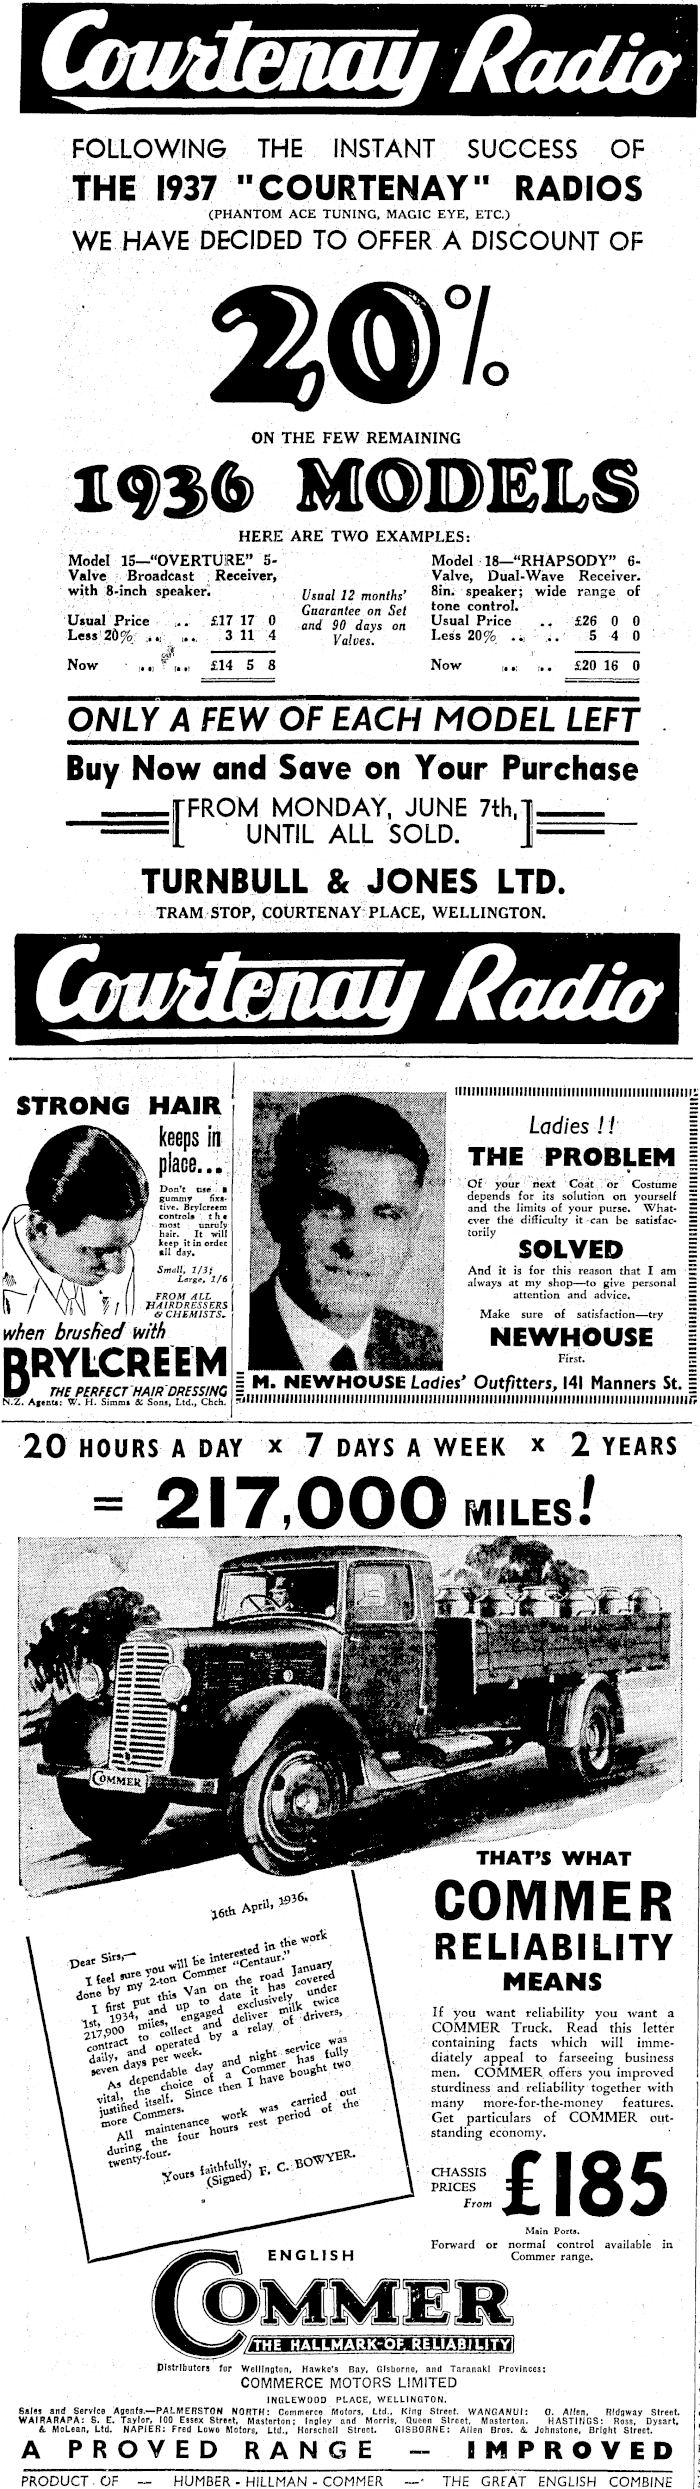 Courtenay Radio
FOLLOWING THE INSTANT SUCCESS OF
THE 1937 "COURTENAY" RADIOS
(PHANTOM ACE TUNING, MAGIC EYE, ETC.)
WE HAVE DECIDED TO OFFER A DISCOUNT OF
20%
ON THE FEW REMAINING
1936 MODELS
HERE ARE TWO EXAMPLES:
Model 15—"OVERTURE" 5-
Valve Broadcast Receiver,
with 8-inch speaker.
Usual Price .. £17 17 0
Less 20% .. .. 3 11 4
Now .. .. £14 5 8
Usual 12 months'
Guarantee on Set
and 90 days on
Valves.
Model 18—"RHAPSODY" 6-
Valve, Dual-Wave Receiver.
8in. speaker; wide range of
tone control.
Usual Price .. £26 0 0
Less 20% .. .. 5 4 0
Now .. .. £20 16 0
ONLY A FEW OF EACH MODEL LEFT
Buy Now and Save on Your Purchase
[FROM MONDAY, JUNE 7th,
UNTIL ALL SOLD.]
TURNBULL & JONES LTD.
TRAM STOP, COURTENAY PLACE, WELLINGTON.
Courtenay Radio
STRONG HAIR
keeps in
place...
Don't use a
gummy fixa-
tive. Brylcreem
controls the
most unruly
hair. It will
keep it in order
all day.
Small, 1/3;
Large, 1/6
FROM ALL
HAIRDRESSERS
& CHEMISTS.
when brushed with
BRYLCREEM
THE PERFECT HAIR DRESSING
N.Z. Agents: W. H. Simms & Sons, Ltd., Chch.
Ladies !!
THE PROBLEM
Of your next Coat or Costume
depends for its solution on yourself
and the limits of your purse. What-
ever the difficulty it can be satisfac-
torily
SOLVED
And it is for this reason that I am
always at my shop—to give personal
attention and advice.
Make sure of satisfaction—try
NEWHOUSE
First.
M. NEWHOUSE Ladies' Outfitters, 141 Manners St.
20 HOURS A DAY x 7 DAYS A WEEK x 2 YEARS
= 217,000 MILES!
COMMER
16th April, 1936.
Dear Sirs,—
I feel sure you will be interested in the work
done by my 2-ton Commer "Centaur."
I first put this Van on the road January
1st, 1934, and up to date it has covered
217,900 miles, engaged exclusively under
contract to collect and deliver milk twice
daily, and operated by a relay of drivers,
seven days per week.
As dependable day and night service was
vital, the choice of a Commer has fully
justified itself. Since then I have bought two
more Commers.
All maintenance work was carried out
during the four hours rest period of the
twenty-four.
Yours faithfully,
(Signed) F. C. BOWYER.
THAT'S WHAT
COMMER
RELIABILITY
MEANS
If you want reliability you want a
COMMER Truck. Read this letter
containing facts which will imme-
diately appeal to farseeing business
men. COMMER offers you improved
sturdiness and reliability together with
many more-for-the-money features.
Get particulars of COMMER out-
standing economy.
CHASSIS
PRICES
From £185
Main Ports.
Forward or normal control available in
Commer range.
ENGLISH
COMMER
THE HALLMARK OF RELIABILITY
Distributors for Wellington, Hawke's Bay, Gisborne, and Taranaki Provinces:
COMMERCE MOTORS LIMITED
INGLEWOOD PLACE, WELLINGTON.
Sales and Service Agents.—PALMERSTON NORTH: Commerce Motors, Ltd., King Street. WANGANUI: O. Allen, Ridgway Street.
WAIRARAPA: S. E. Taylor, 100 Essex Street, Masterton; Ingley and Morris, Queen Street, Masterton. HASTINGS: Ross, Dysart,
& McLean, Ltd. NAPIER: Fred Lowe Motors, Ltd., Herschell Street. GISBORNE: Allen Bros. & Johnstone, Bright Street.
A PROVED RANGE — IMPROVED
PRODUCT OF — HUMBER - HILLMAN - COMMER — THE GREAT ENGLISH COMBINE